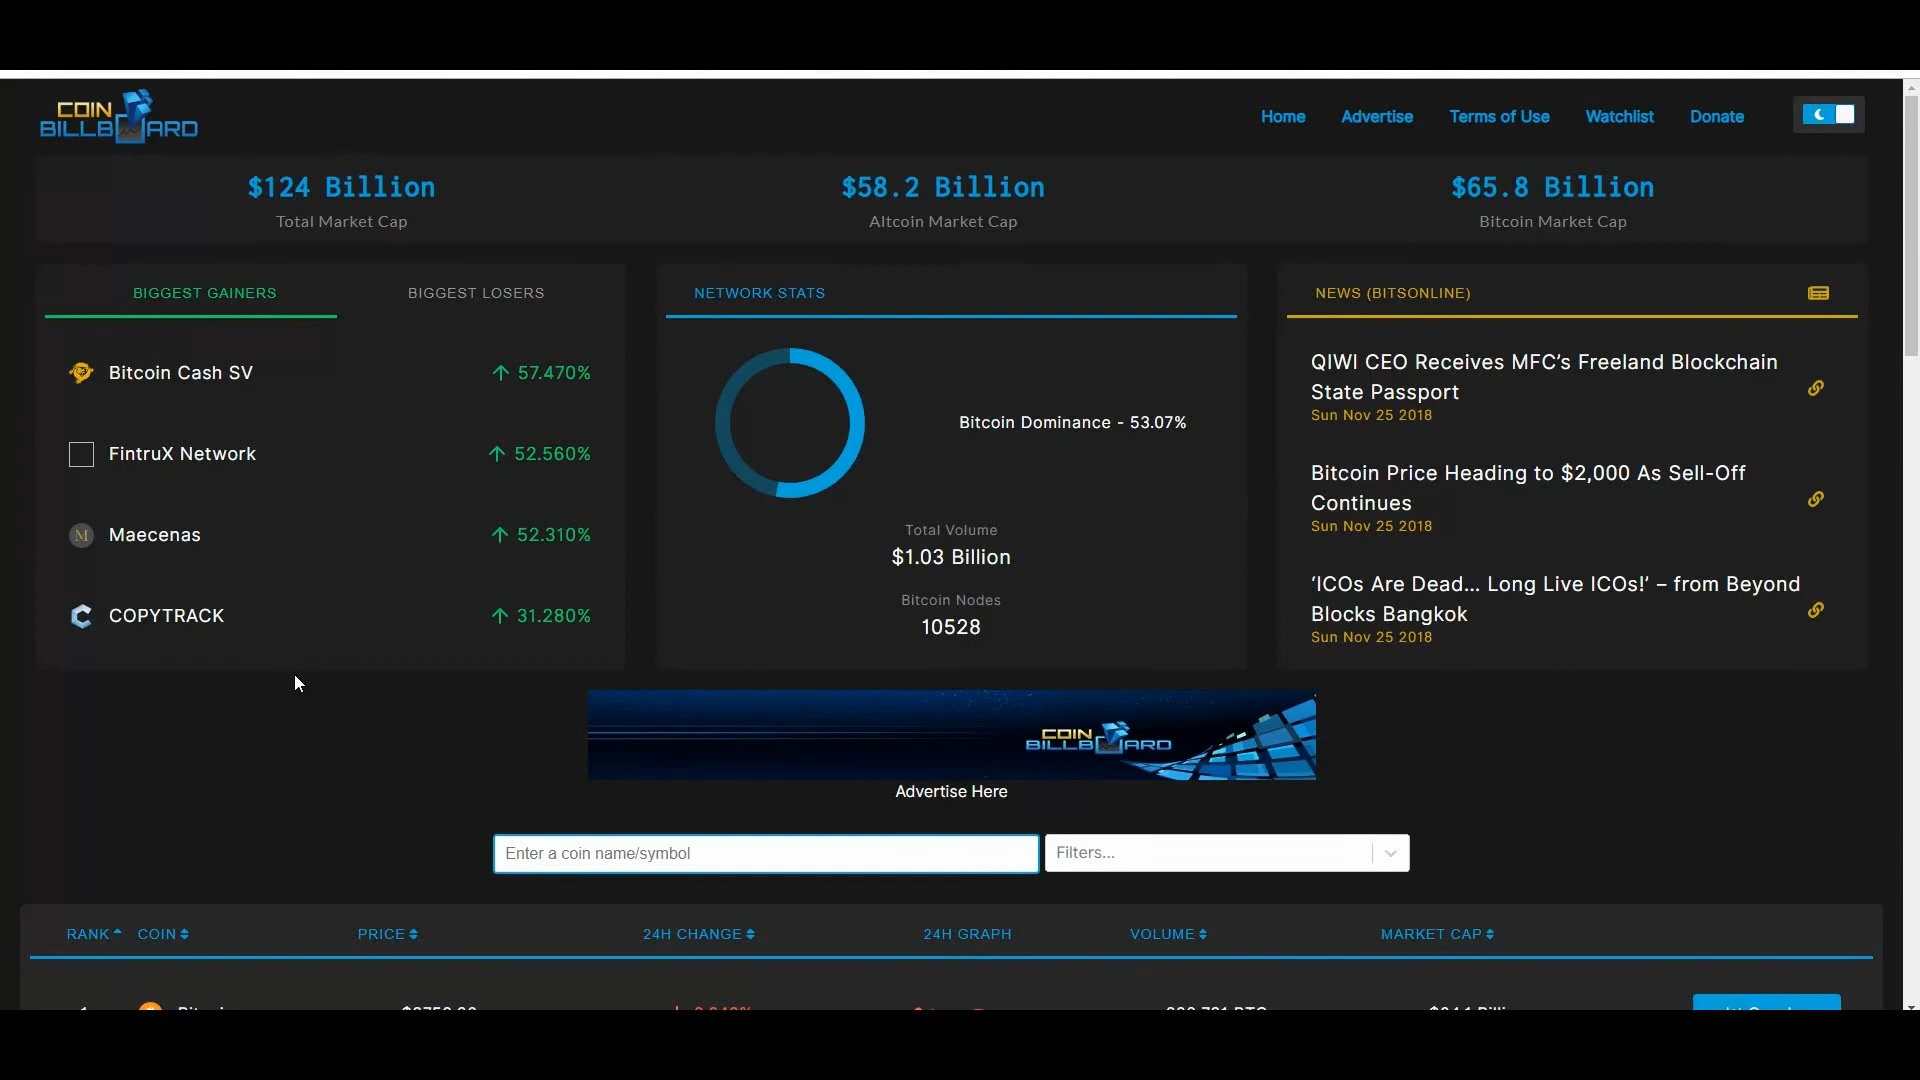 COIN
BILLBOARD
Home
Advertise
Terms of Use
Watchlist
Donate
$124 Billion
Total Market Cap
$58.2 Billion
Altcoin Market Cap
$65.8 Billion
Bitcoin Market Cap
BIGGEST GAINERS
BIGGEST LOSERS
Bitcoin Cash SV
57.470%
FintruX Network
52.560%
M
Maecenas
52.310%
COPYTRACK
31.280%
NETWORK STATS
Bitcoin Dominance - 53.07%
Total Volume
$1.03 Billion
Bitcoin Nodes
10528
NEWS (BITSONLINE)
QIWI CEO Receives MFC’s Freeland Blockchain
State Passport
Sun Nov 25 2018
Bitcoin Price Heading to $2,000 As Sell-Off
Continues
Sun Nov 25 2018
‘ICOs Are Dead... Long Live ICOs!’ – from Beyond
Blocks Bangkok
Sun Nov 25 2018
COIN
BILLBOARD
Advertise Here
Enter a coin name/symbol
Filters...
RANK
COIN
PRICE
24H CHANGE
24H GRAPH
VOLUME
MARKET CAP